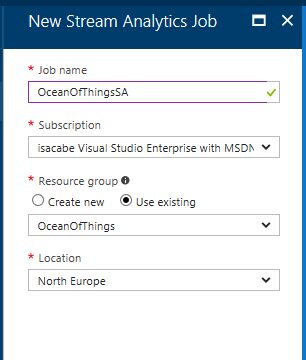 New Stream Analytics Job
* Job name
OceanOfThingsSA
* Subscription
isacabe Visual Studio Enterprise with MSDN
* Resource group
Create new Use existing
OceanOfThings
* Location
North Europe